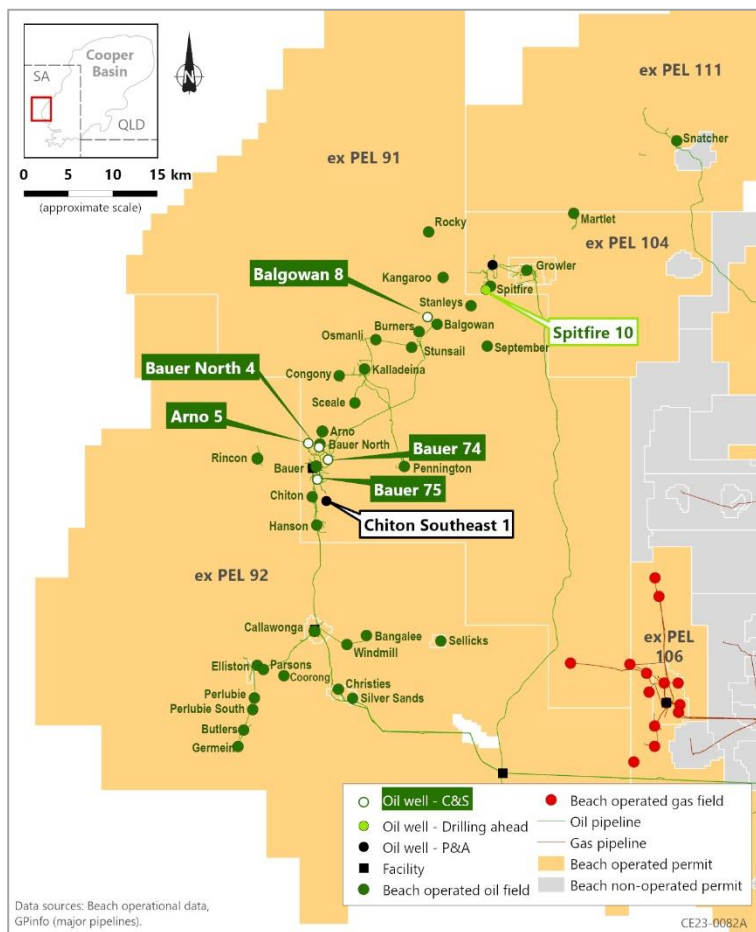 Cooper
Basin
SA
QLD
N
0 5 10 15 km
(approximate scale)
ex PEL 111
Snatcher
ex PEL 91
Rocky
Martlet
ex PEL 104
Balgowan 8
Kangaroo
Growler
Spitfire
Stanleys
Burners
Balgowan
Spitfire 10
Osmanli
Stunsail
September
Bauer North 4
Congony
Kalladeina
Sceale
Arno 5
Arno
Bauer North
Rincon
Bauer
Bauer 74
Pennington
Bauer 75
Chiton
Chiton Southeast 1
Hanson
ex PEL 92
Callawonga
Bangalee
Sellicks
Windmill
ex PEL
106
Elliston
Parsons
Coorong
Christies
Perlubie
Silver Sands
Perlubie South
Butlers
Germein
Oil well - C&S
Oil well - Drilling ahead
Oil well - P&A
Facility
Beach operated oil field
Beach operated gas field
Oil pipeline
Gas pipeline
Beach operated permit
Beach non-operated permit
Data sources: Beach operational data,
GPinfo (major pipelines).
CE23-0082A